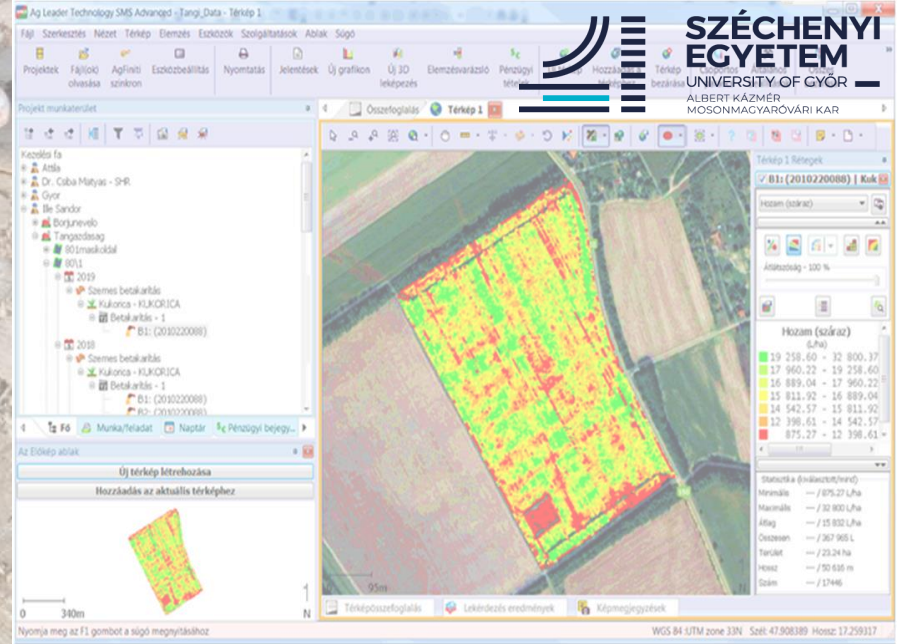 Ag Leader Technology SMS Advanced - Tangi_Data - Térkép 1
SZÉCHENYI
EGYETEM
UNIVERSITY OF GYŐR
ALBERT KÁZMÉR
MOSONMAGYARÓVÁRI KAR
Fájl Szerkesztés Nézet Térkép Elemzés Eszközök Szolgáltatások Ablak Súgó
Projektek
Fájl(ok) olvasása
AgFiniti szinkron
Eszközbeállítás
Nyomtatás
Jelentések
Új grafikon
Új 3D leképezés
Elemzésvarázsló
Pénzügyi tételek
Térkép bezárása
Projekt munkaterület
Összefoglalás
Térkép 1
Kezelési fa
Attila
Dr. Csiba Matyas - SHR
Gyor
Ille Sandor
Borjunevelo
Tangazdasag
801maskoldal
80\1
2019
Szemes betakarítás
Kukorica - KUKORICA
Betakarítás - 1
B1: (2010220088)
2018
Szemes betakarítás
Kukorica - KUKORICA
Betakarítás - 1
B1: (2010220088)
B2: (2010220088)
Fő
Munka/feladat
Naptár
Pénzügyi bejegy...
Az Előkép ablak
Új térkép létrehozása
Hozzáadás az aktuális térképhez
0 340m
N
95m
N
Térkép 1 Rétegek
B1: (2010220088) | Kuk
Hozam (száraz)
Átlátszóság - 100 %
Hozam (száraz)
(L/ha)
19 258.60 - 32 800.37
17 960.22 - 19 258.60
16 889.04 - 17 960.22
15 811.92 - 16 889.04
14 542.57 - 15 811.92
12 398.61 - 14 542.57
875.27 - 12 398.61
Statisztika (kiválasztott/mind)
Minimális --- / 875.27 L/ha
Maximális --- / 32 800 L/ha
Átlag --- / 15 832 L/ha
Összesen --- / 367 965 L
Terület --- / 23.24 ha
Hossz --- / 50 616 m
Szám --- / 17446
Térképösszefoglalás
Lekérdezés eredmények
Képmegjegyzések
Nyomja meg az F1 gombot a súgó megnyitásához
WGS 84 :UTM zone 33N Szél: 47.908389 Hossz: 17.259317